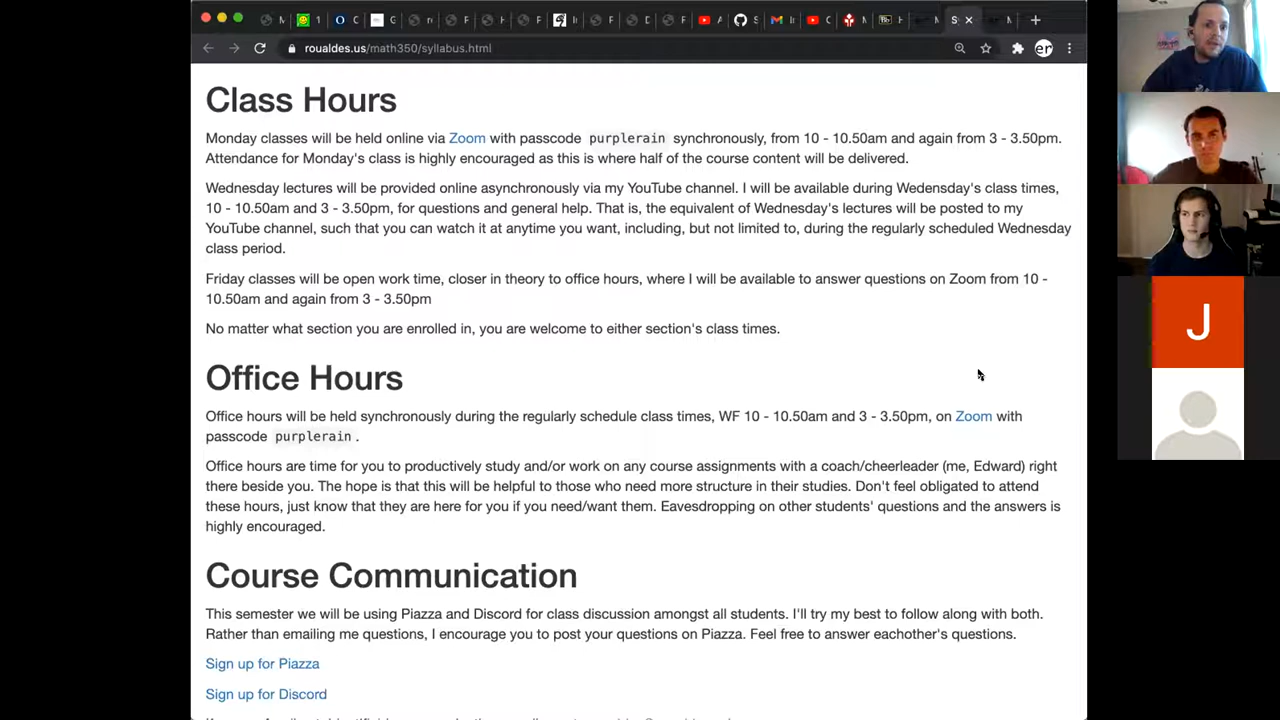 roualdes.us/math350/syllabus.html
er
Class Hours
Monday classes will be held online via Zoom with passcode purplerain synchronously, from 10 - 10.50am and again from 3 - 3.50pm.
Attendance for Monday's class is highly encouraged as this is where half of the course content will be delivered.
Wednesday lectures will be provided online asynchronously via my YouTube channel. I will be available during Wedensday's class times,
10 - 10.50am and 3 - 3.50pm, for questions and general help. That is, the equivalent of Wednesday's lectures will be posted to my
YouTube channel, such that you can watch it at anytime you want, including, but not limited to, during the regularly scheduled Wednesday
class period.
Friday classes will be open work time, closer in theory to office hours, where I will be available to answer questions on Zoom from 10 -
10.50am and again from 3 - 3.50pm
No matter what section you are enrolled in, you are welcome to either section's class times.
Office Hours
Office hours will be held synchronously during the regularly schedule class times, WF 10 - 10.50am and 3 - 3.50pm, on Zoom with
passcode purplerain .
Office hours are time for you to productively study and/or work on any course assignments with a coach/cheerleader (me, Edward) right
there beside you. The hope is that this will be helpful to those who need more structure in their studies. Don't feel obligated to attend
these hours, just know that they are here for you if you need/want them. Eavesdropping on other students' questions and the answers is
highly encouraged.
Course Communication
This semester we will be using Piazza and Discord for class discussion amongst all students. I'll try my best to follow along with both.
Rather than emailing me questions, I encourage you to post your questions on Piazza. Feel free to answer eachother's questions.
Sign up for Piazza
Sign up for Discord
J